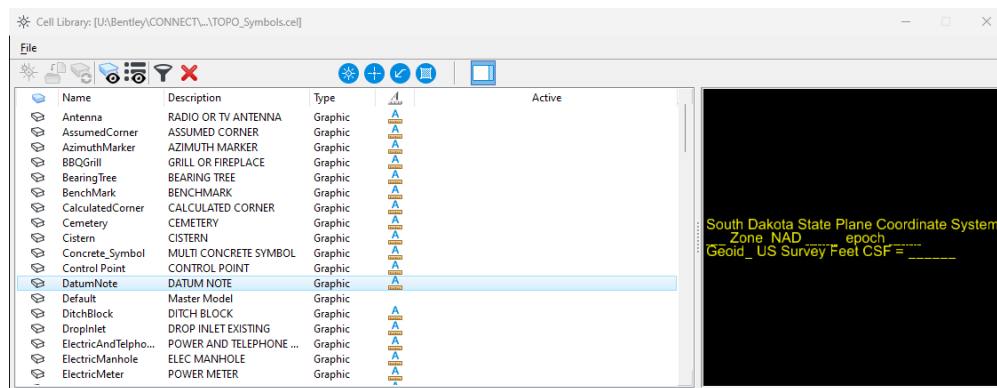 Cell Library: [U:\Bentley\CONNECT\...\TOPO_Symbols.cel]
File
Name Description Type Active
Antenna RADIO OR TV ANTENNA Graphic
AssumedCorner ASSUMED CORNER Graphic
AzimuthMarker AZIMUTH MARKER Graphic
BBQGrill GRILL OR FIREPLACE Graphic
BearingTree BEARING TREE Graphic
BenchMark BENCHMARK Graphic
CalculatedCorner CALCULATED CORNER Graphic
Cemetery CEMETERY Graphic
Cistern CISTERN Graphic
Concrete_Symbol MULTI CONCRETE SYMBOL Graphic
Control Point CONTROL POINT Graphic
DatumNote DATUM NOTE Graphic
Default Master Model Graphic
DitchBlock DITCH BLOCK Graphic
DropInlet DROP INLET EXISTING Graphic
ElectricAndTelpho... POWER AND TELEPHONE ... Graphic
ElectricManhole ELEC MANHOLE Graphic
ElectricMeter POWER METER Graphic
South Dakota State Plane Coordinate System
___ Zone NAD _____ epoch _____
Geoid_ US Survey Feet CSF = ______